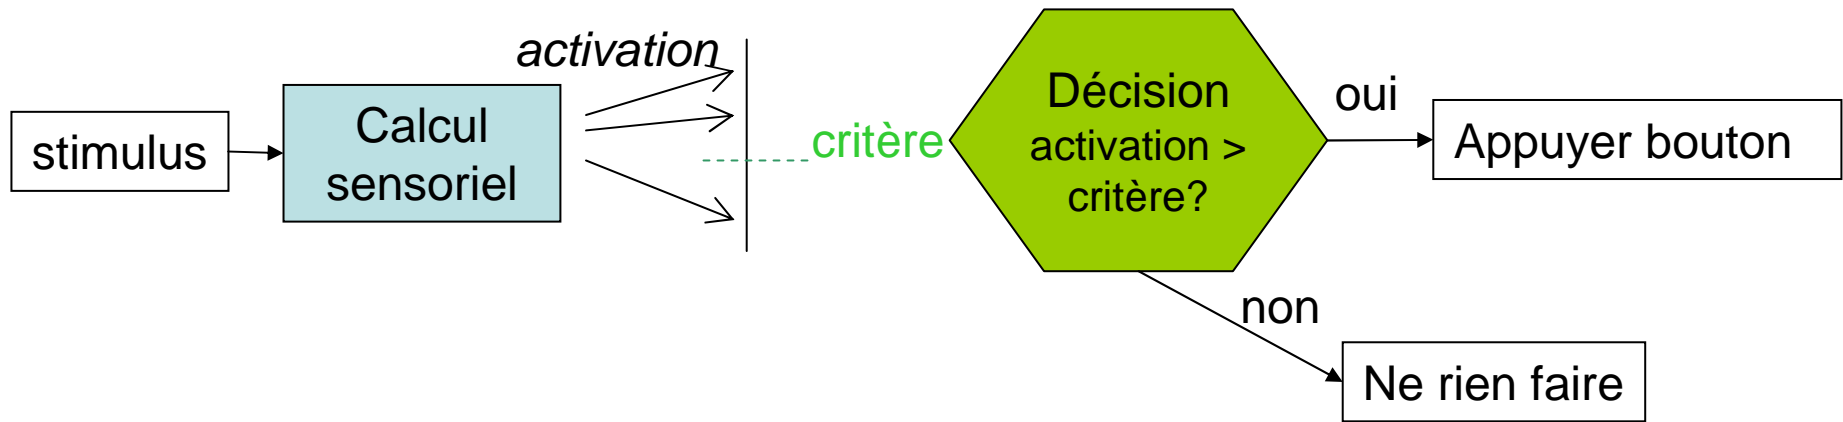 stimulus
Calcul
sensoriel
activation
critère
Décision
activation >
critère?
oui
Appuyer bouton
non
Ne rien faire